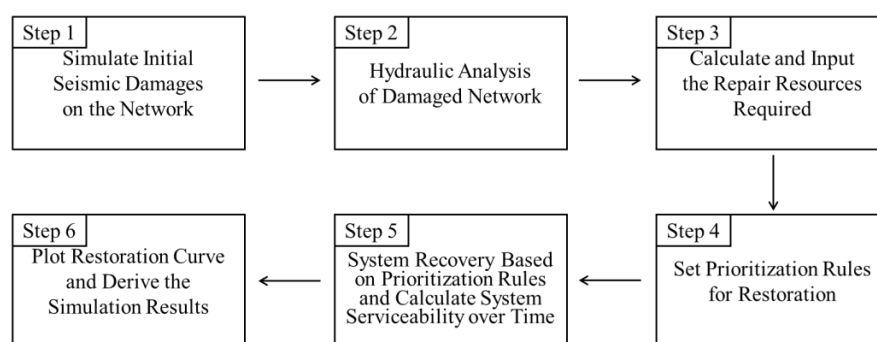 Step 1
Simulate Initial
Seismic Damages
on the Network
Step 2
Hydraulic Analysis
of Damaged Network
Step 3
Calculate and Input
the Repair Resources
Required
Step 4
Set Prioritization Rules
for Restoration
Step 5
System Recovery Based
on Prioritization Rules
and Calculate System
Serviceability over Time
Step 6
Plot Restoration Curve
and Derive the
Simulation Results